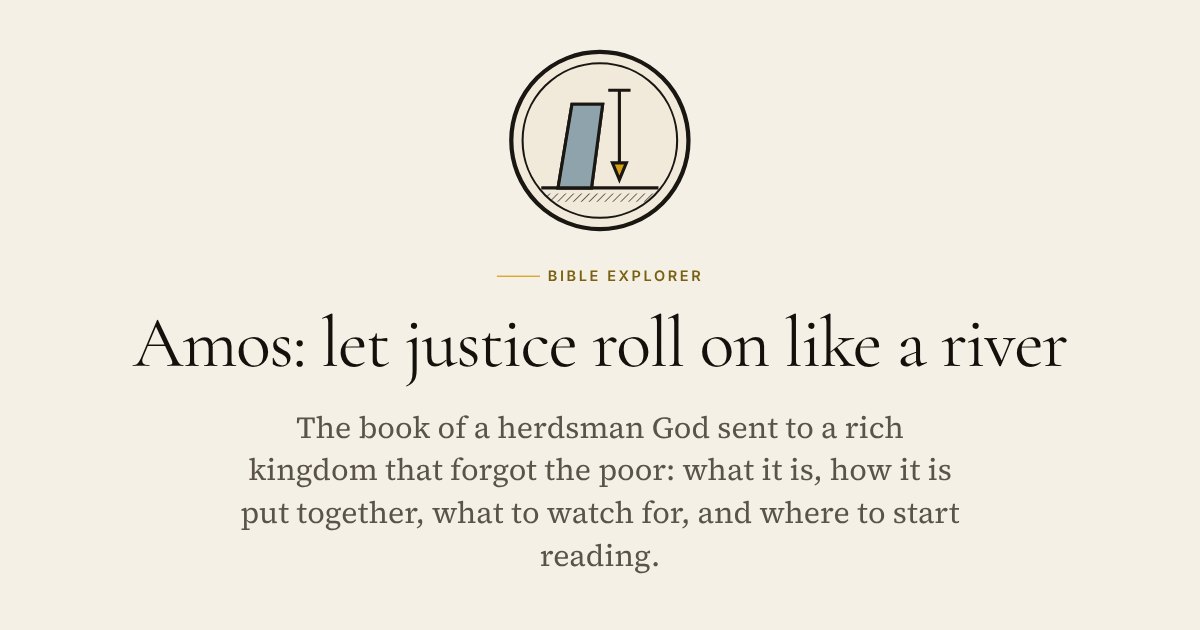 BIBLE EXPLORER
Amos: let justice roll on like a river
The book of a herdsman God sent to a rich
kingdom that forgot the poor: what it is, how it is
put together, what to watch for, and where to start
reading.